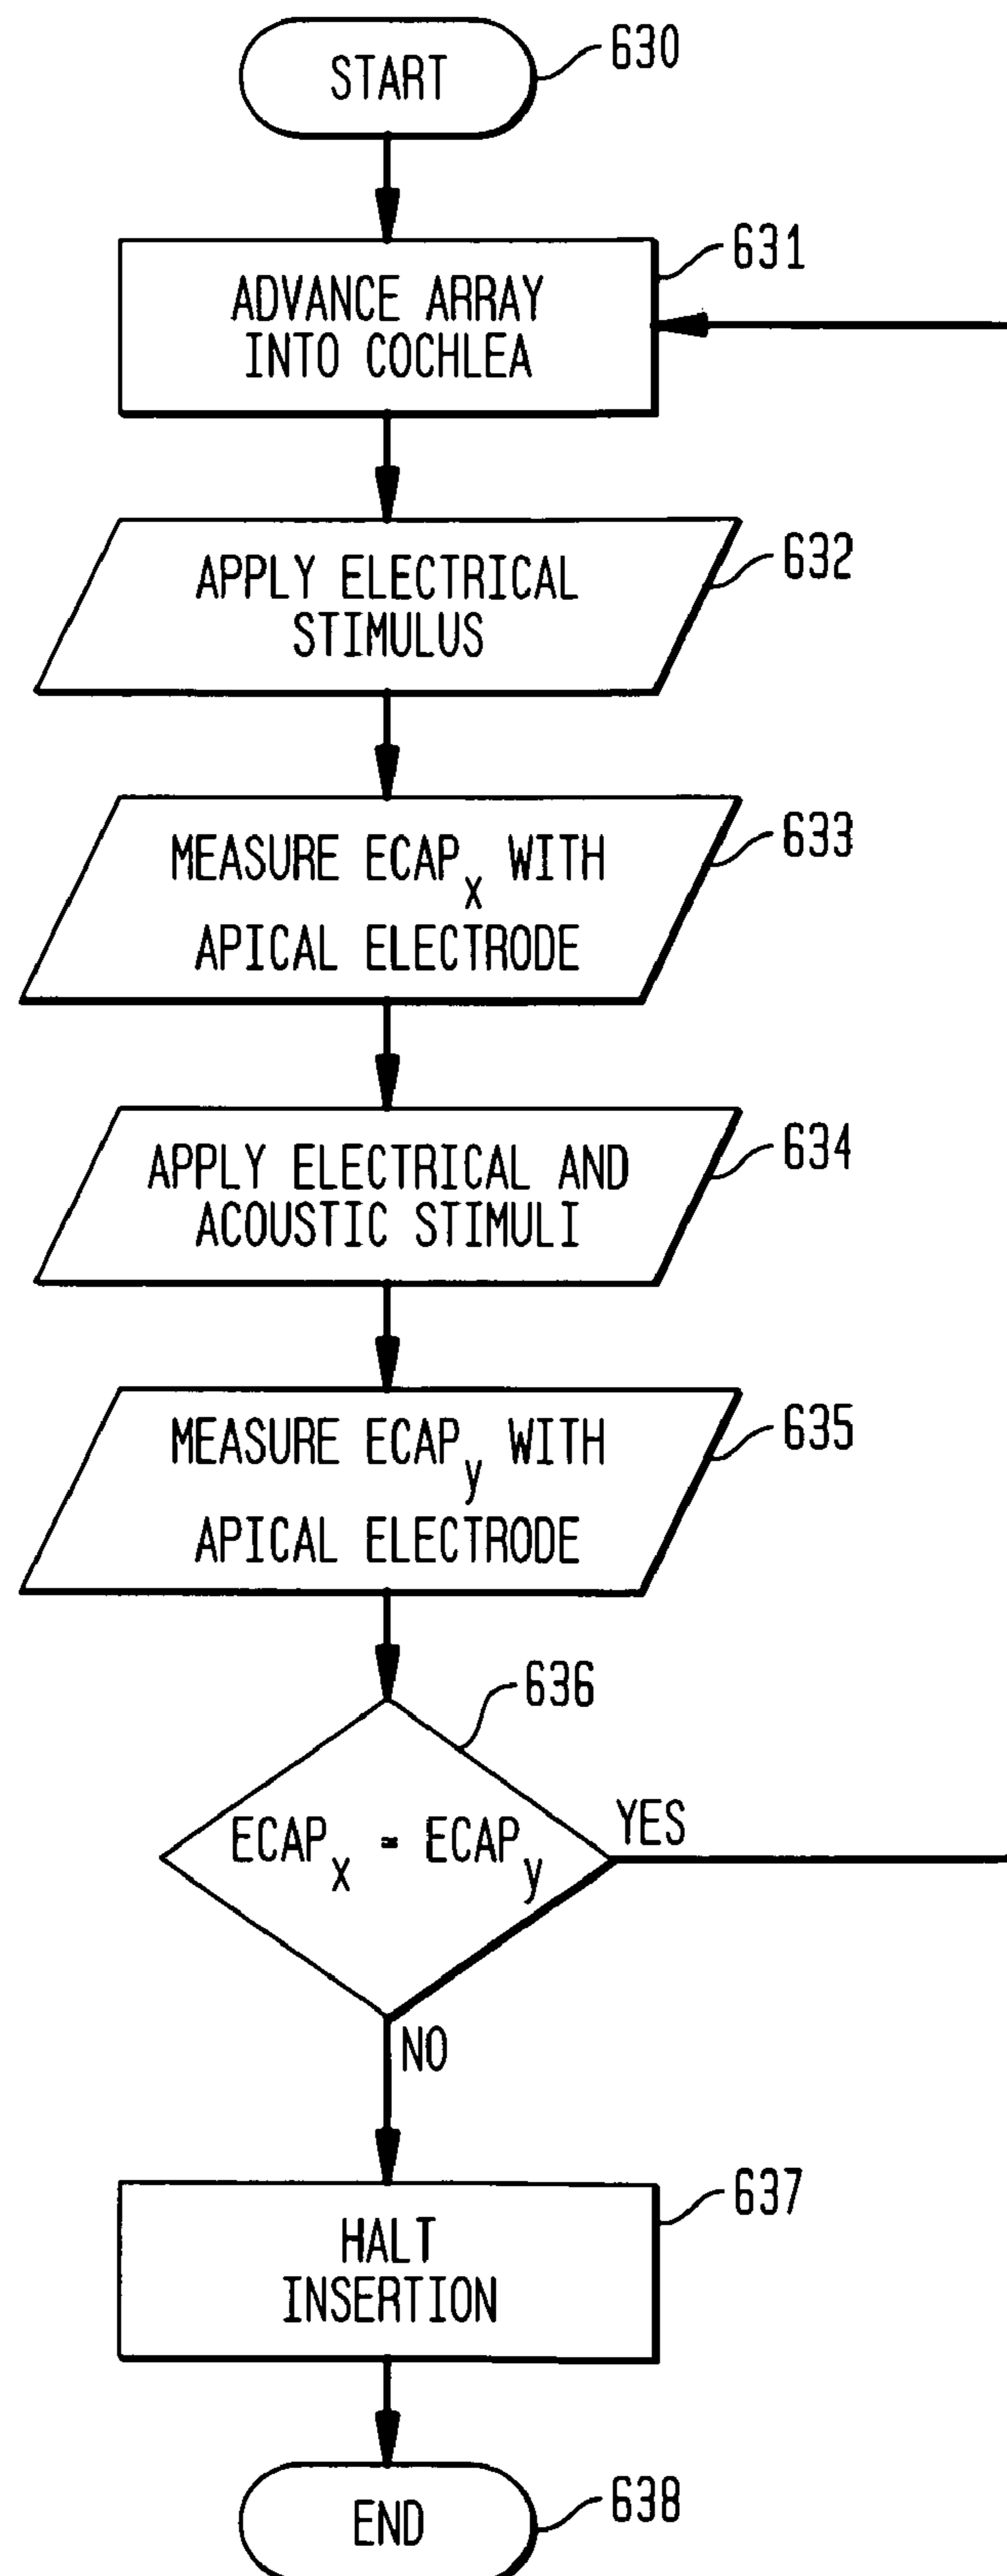 START
630
631
ADVANCE ARRAY
INTO COCHLEA
632
APPLY ELECTRICAL
STIMULUS
633
MEASURE ECAPx WITH
APICAL ELECTRODE
634
APPLY ELECTRICAL AND
ACOUSTIC STIMULI
635
MEASURE ECAPy WITH
APICAL ELECTRODE
636
ECAPx = ECAPy
YES
NO
637
HALT
INSERTION
END
638